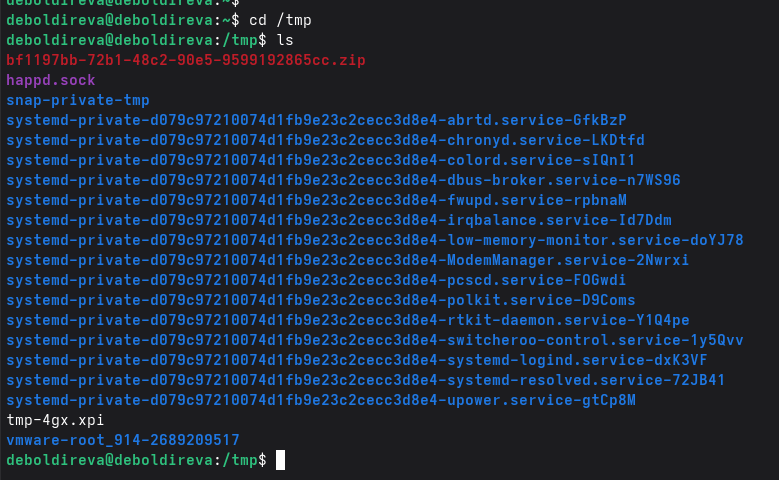 deboldireva@deboldireva:~$
deboldireva@deboldireva:~$ cd /tmp
deboldireva@deboldireva:/tmp$ ls
bf1197bb-72b1-48c2-90e5-9599192865cc.zip
happd.sock
snap-private-tmp
systemd-private-d079c97210074d1fb9e23c2cecc3d8e4-abrtd.service-GfkBzP
systemd-private-d079c97210074d1fb9e23c2cecc3d8e4-chronyd.service-LKDtfd
systemd-private-d079c97210074d1fb9e23c2cecc3d8e4-colord.service-sIQnI1
systemd-private-d079c97210074d1fb9e23c2cecc3d8e4-dbus-broker.service-n7WS96
systemd-private-d079c97210074d1fb9e23c2cecc3d8e4-fwupd.service-rpbnaM
systemd-private-d079c97210074d1fb9e23c2cecc3d8e4-irqbalance.service-Id7Ddm
systemd-private-d079c97210074d1fb9e23c2cecc3d8e4-low-memory-monitor.service-doYJ78
systemd-private-d079c97210074d1fb9e23c2cecc3d8e4-ModemManager.service-2Nwrxi
systemd-private-d079c97210074d1fb9e23c2cecc3d8e4-pcscd.service-FOGwdi
systemd-private-d079c97210074d1fb9e23c2cecc3d8e4-polkit.service-D9Coms
systemd-private-d079c97210074d1fb9e23c2cecc3d8e4-rtkit-daemon.service-Y1Q4pe
systemd-private-d079c97210074d1fb9e23c2cecc3d8e4-switcheroo-control.service-1y5Qvv
systemd-private-d079c97210074d1fb9e23c2cecc3d8e4-systemd-logind.service-dxK3VF
systemd-private-d079c97210074d1fb9e23c2cecc3d8e4-systemd-resolved.service-72JB41
systemd-private-d079c97210074d1fb9e23c2cecc3d8e4-upower.service-gtCp8M
tmp-4gx.xpi
vmware-root_914-2689209517
deboldireva@deboldireva:/tmp$